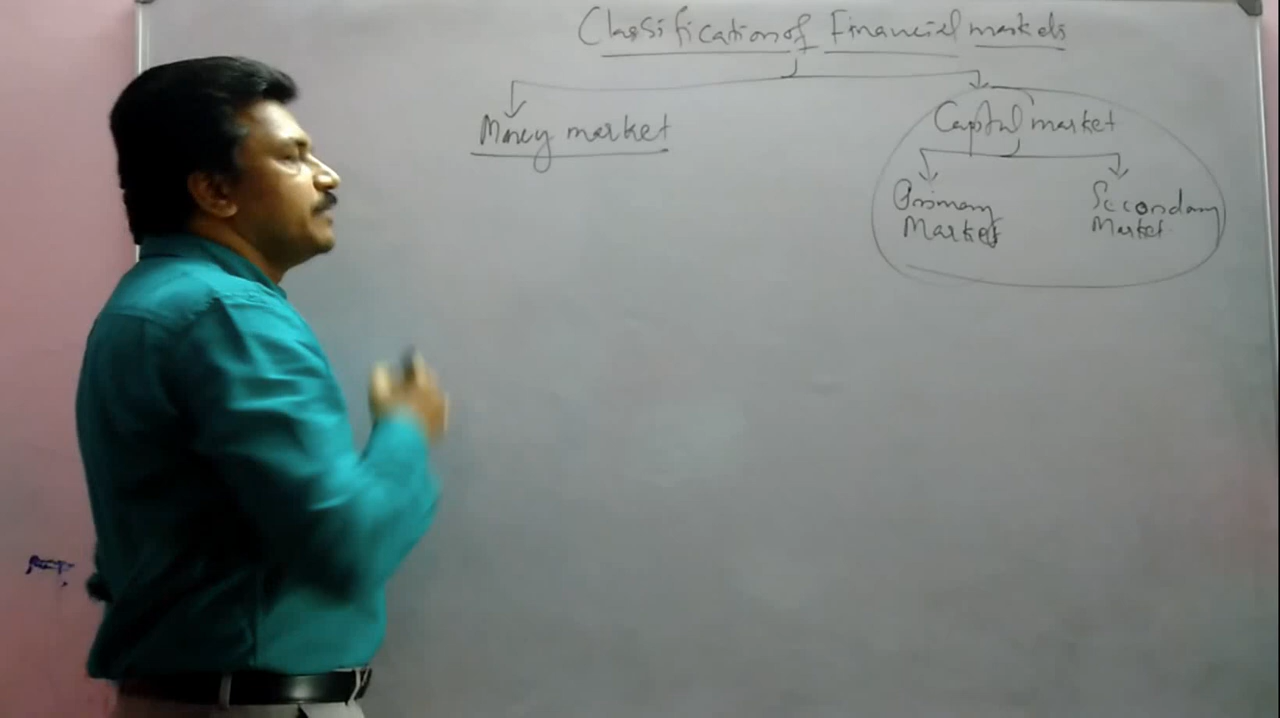 Classification of Financial markets
Money market
Capital market
Primary
Market
Secondary
Market